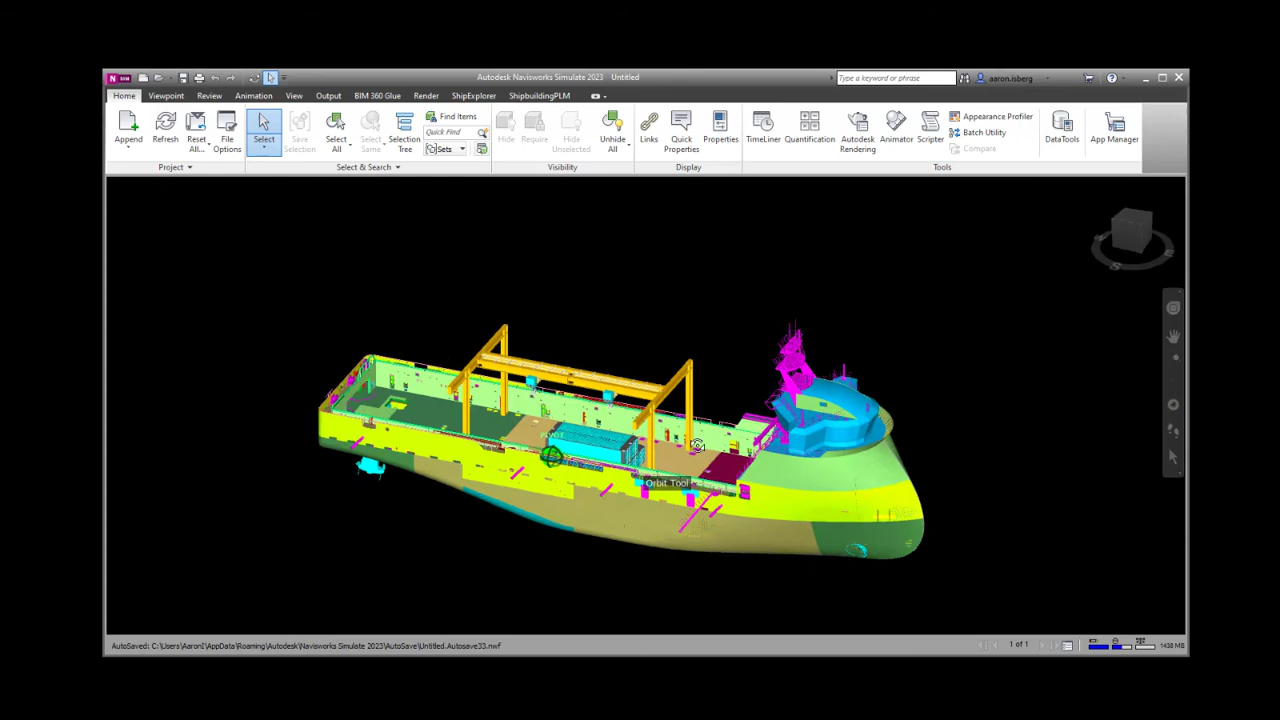 N SIM
Autodesk Navisworks Simulate 2023 Untitled
Type a keyword or phrase
aaron.isberg
Home Viewpoint Review Animation View Output BIM 360 Glue Render ShipExplorer ShipbuildingPLM
Append
Refresh
Reset All...
File Options
Select
Save Selection
Select All
Select Same
Selection Tree
Find Items
Quick Find
Sets
Hide
Require
Hide Unselected
Unhide All
Links
Quick Properties
Properties
TimeLiner
Quantification
Autodesk Rendering
Animator
Scripter
Appearance Profiler
Batch Utility
Compare
DataTools
App Manager
Project
Select & Search
Visibility
Display
Tools
S
E
PIVOT
Orbit Tool
AutoSaved: C:\Users\AaronI\AppData\Roaming\Autodesk\Navisworks Simulate 2023\AutoSave\Untitled.Autosave33.nwf
1 of 1
1438 MB